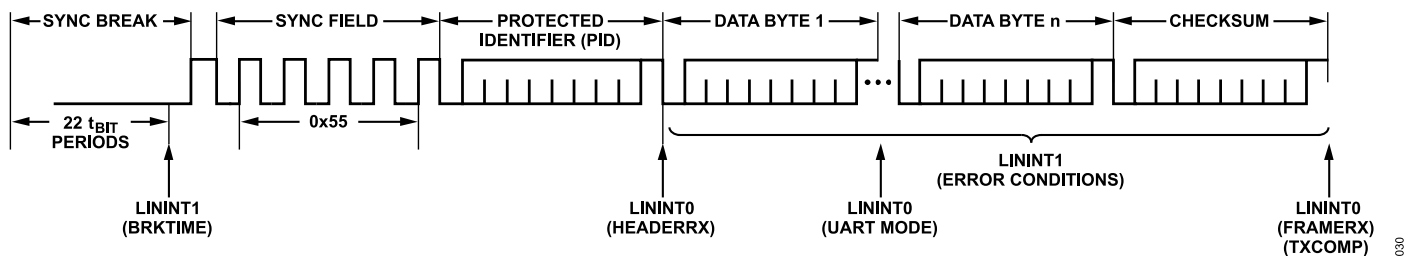 SYNC BREAK
SYNC FIELD
PROTECTED
IDENTIFIER (PID)
DATA BYTE 1
DATA BYTE n
CHECKSUM
22 tBIT
PERIODS
0x55
LININT1
(BRKTIME)
LININT0
(HEADERRX)
LININT0
(UART MODE)
LININT1
(ERROR CONDITIONS)
LININT0
(FRAMERX)
(TXCOMP)
030